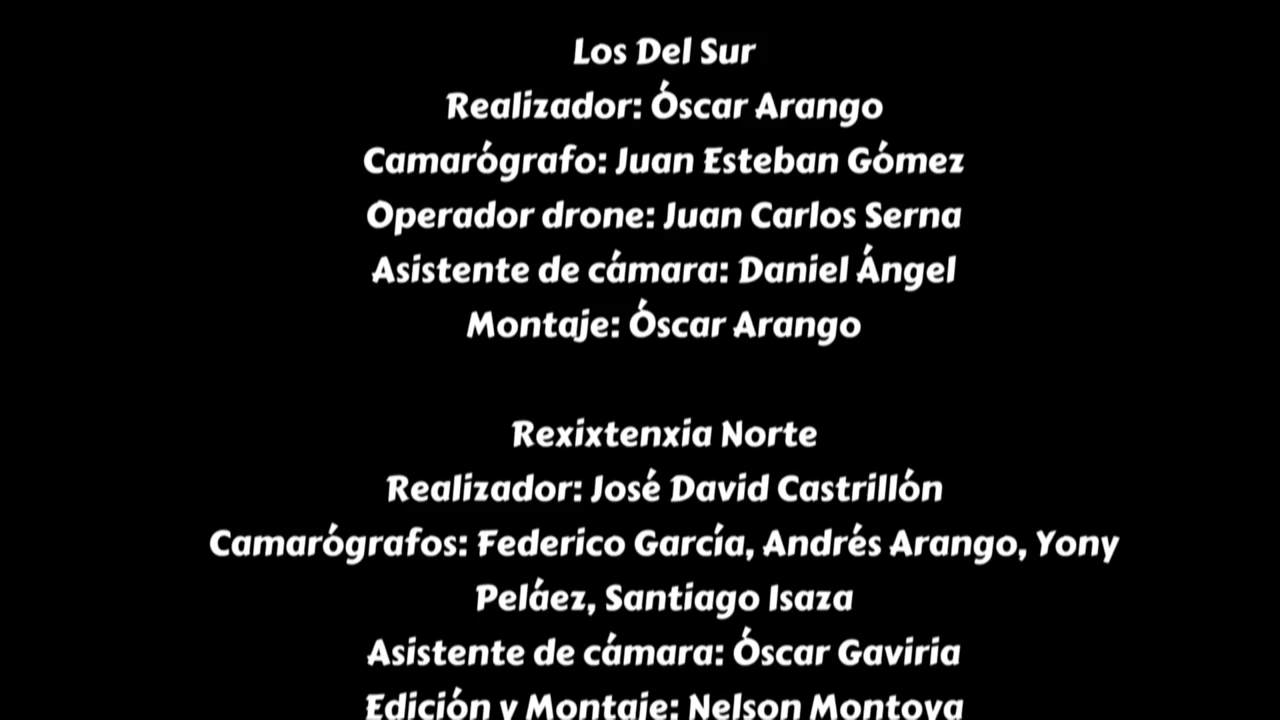 Los Del Sur
Realizador: Óscar Arango
Camarógrafo: Juan Esteban Gómez
Operador drone: Juan Carlos Serna
Asistente de cámara: Daniel Ángel
Montaje: Óscar Arango
Rexixtenxia Norte
Realizador: José David Castrillón
Camarógrafos: Federico García, Andrés Arango, Yony
Peláez, Santiago Isaza
Asistente de cámara: Óscar Gaviria
Edición y Montaje: Nelson Montoya